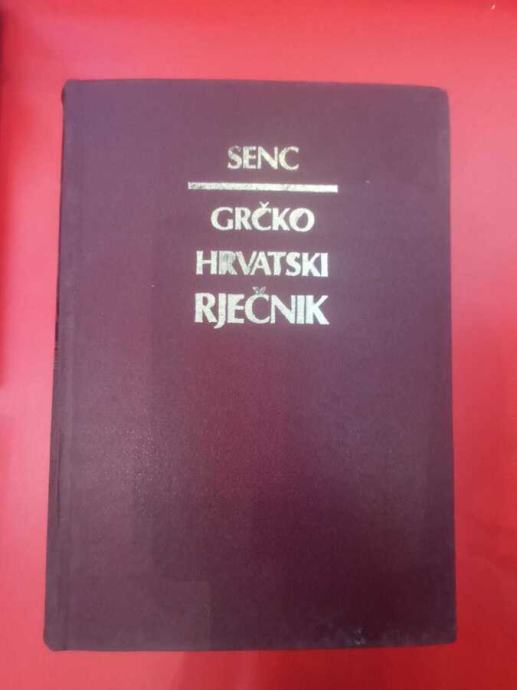 SENC
GRČKO
HRVATSKI
RJEČNIK